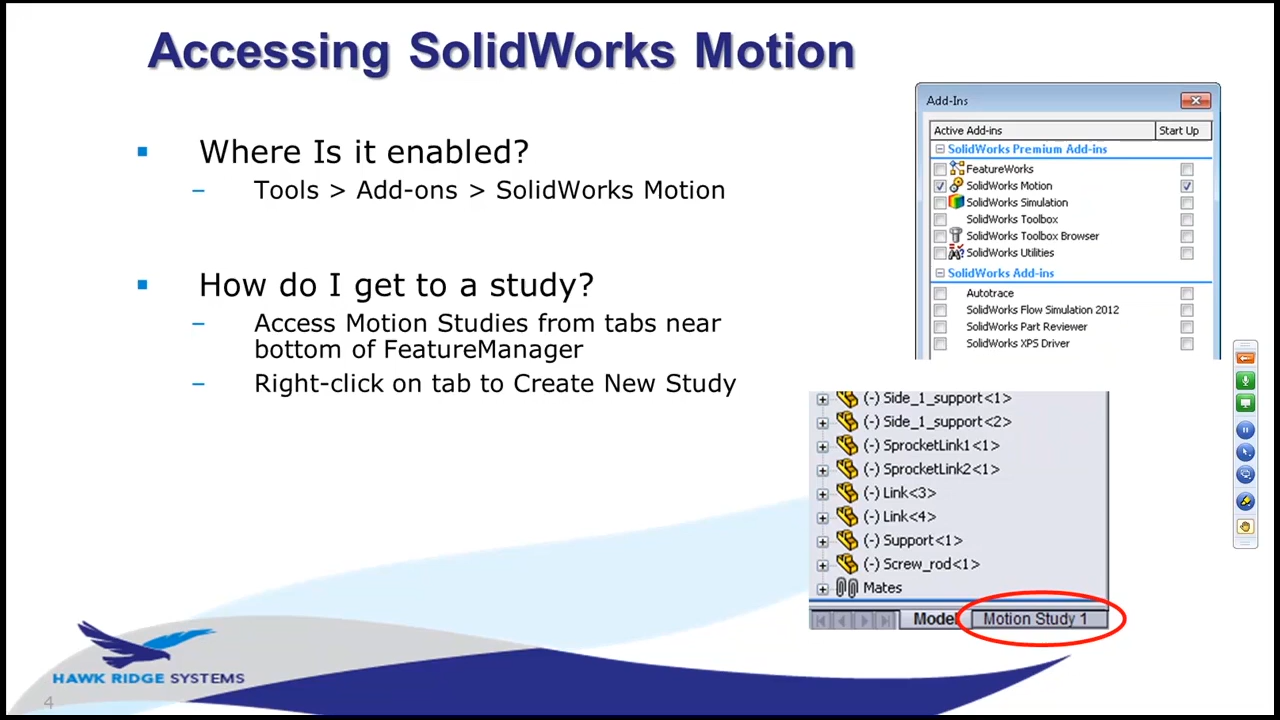 Accessing SolidWorks Motion
Where Is it enabled?
– Tools > Add-ons > SolidWorks Motion
How do I get to a study?
– Access Motion Studies from tabs near
bottom of FeatureManager
– Right-click on tab to Create New Study
Add-Ins
Active Add-ins Start Up
SolidWorks Premium Add-ins
FeatureWorks
SolidWorks Motion
SolidWorks Simulation
SolidWorks Toolbox
SolidWorks Toolbox Browser
SolidWorks Utilities
SolidWorks Add-ins
Autotrace
SolidWorks Flow Simulation 2012
SolidWorks Part Reviewer
SolidWorks XPS Driver
(-) Side_1_support<1>
(-) Side_1_support<2>
(-) SprocketLink1<1>
(-) SprocketLink2<1>
(-) Link<3>
(-) Link<4>
(-) Support<1>
(-) Screw_rod<1>
Mates
Model Motion Study 1
HAWK RIDGE SYSTEMS
4